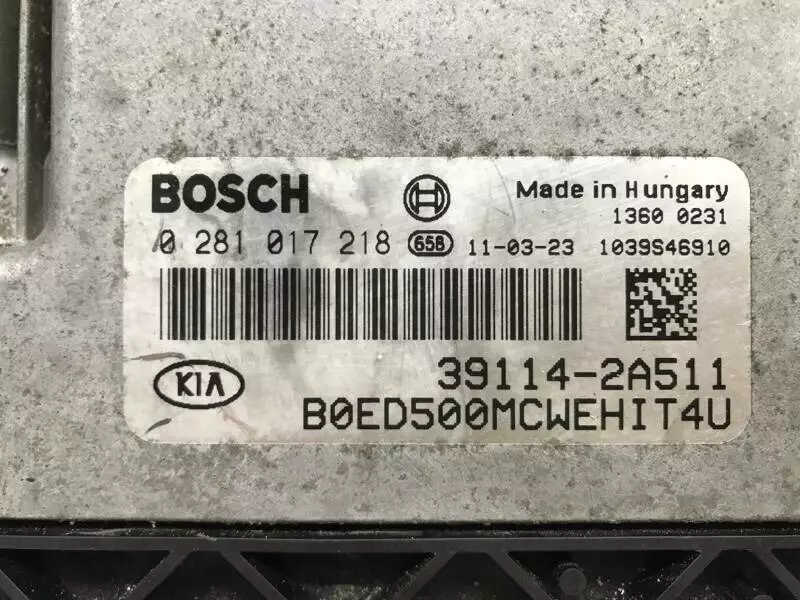 BOSCH
Made in Hungary
1360 0231
0 281 017 218 658 11-03-23 1039S46910
KIA
39114-2A511
B0ED500MCWEHIT4U